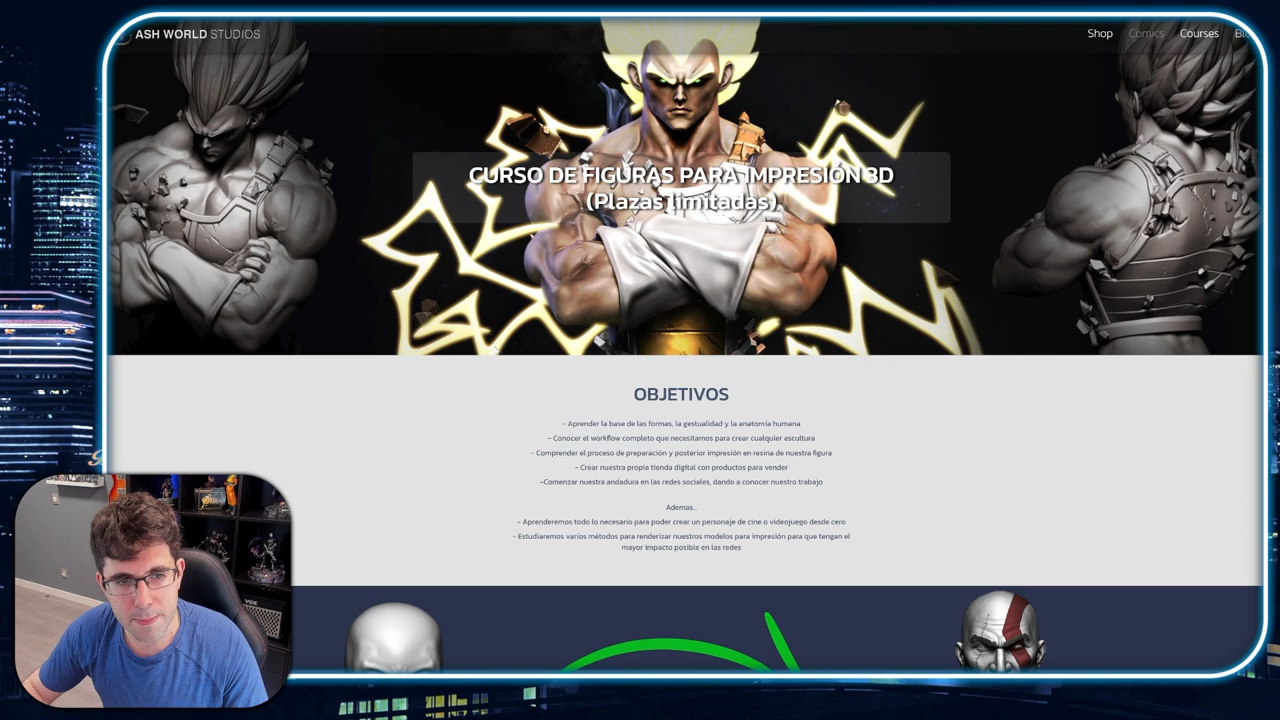 ASH WORLD STUDIOS
Shop Comics Courses
CURSO DE FIGURAS PARA IMPRESIÓN 3D
(Plazas limitadas)
OBJETIVOS
- Aprender la base de las formas, la gestualidad y la anatomía humana
- Conocer el workflow completo que necesitamos para crear cualquier escultura
- Comprender el proceso de preparación y posterior impresión en resina de nuestra figura
- Crear nuestra propia tienda digital con productos para vender
-Comenzar nuestra andadura en las redes sociales, dando a conocer nuestro trabajo
Ademas...
- Aprenderemos todo lo necesario para poder crear un personaje de cine o videojuego desde cero
- Estudiaremos varios métodos para renderizar nuestros modelos para impresión para que tengan el
mayor impacto posible en las redes
VOX